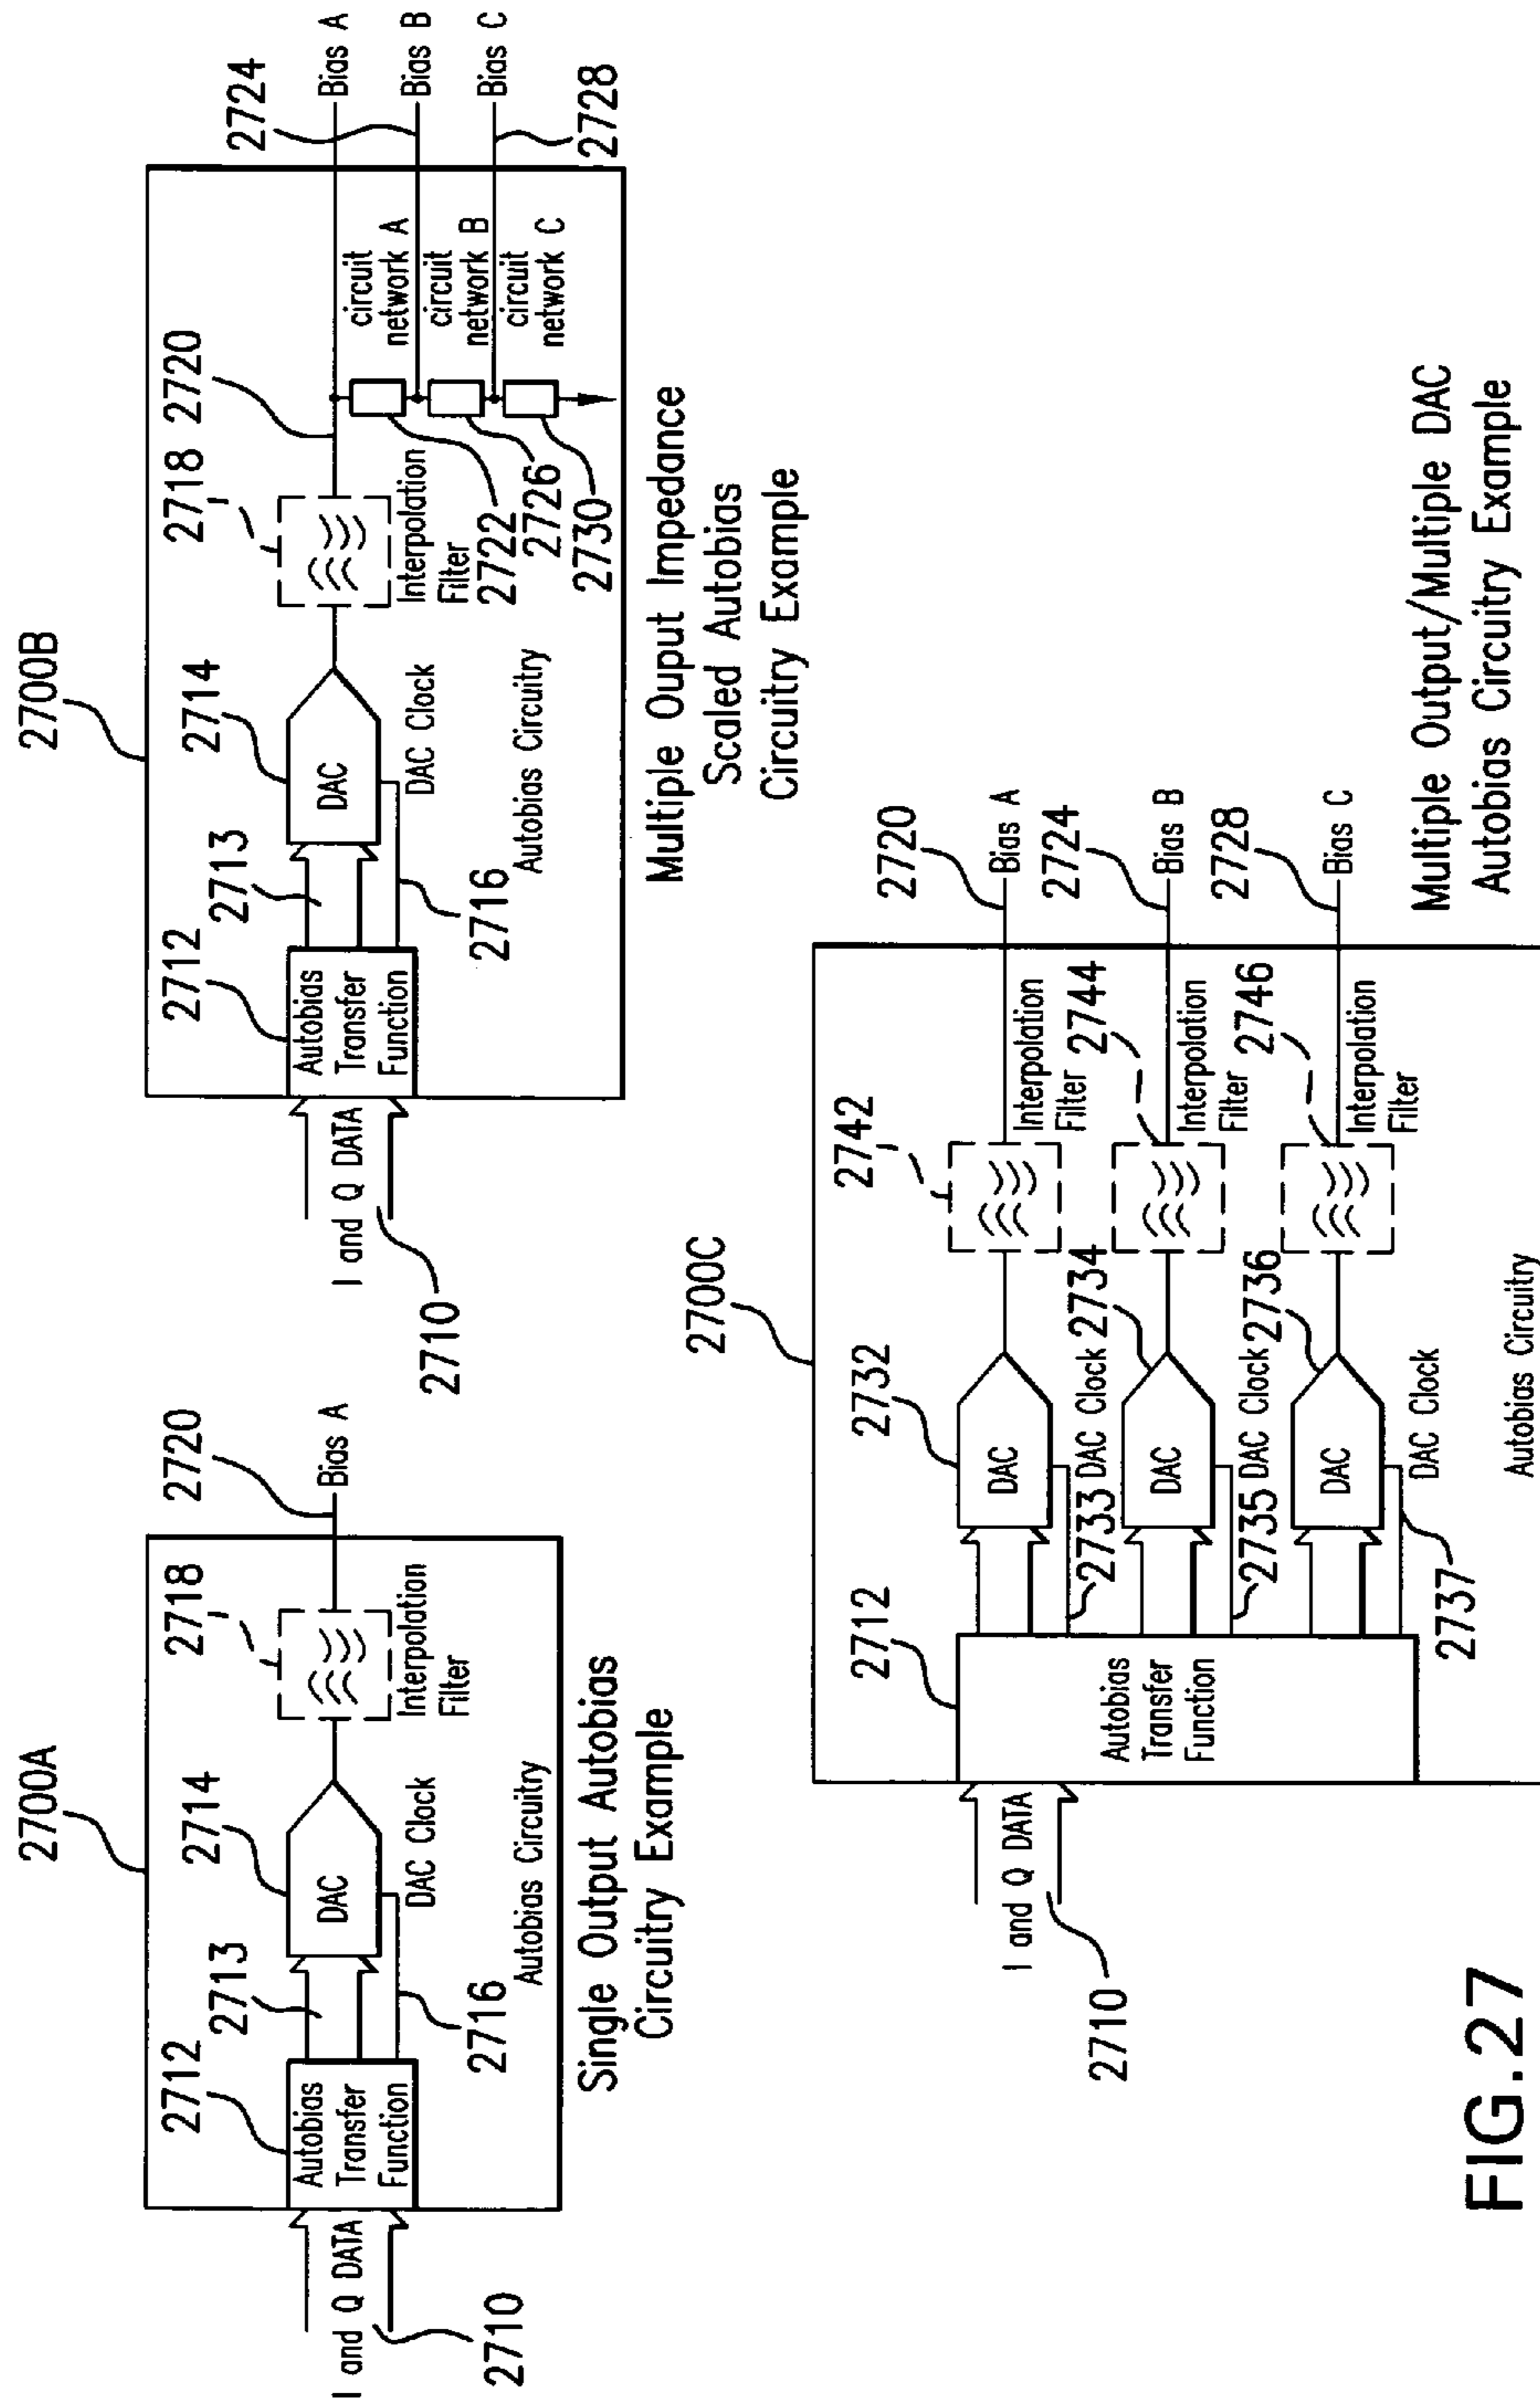 2700A
2712
2713
2714
2718
2720
I and Q DATA
Autobias
Transfer
Function
DAC
Bias A
Interpolation
Filter
DAC Clock
2710
2716
Autobias Circuitry
Single Output Autobias
Circuitry Example
2700B
2712
2713
2714
2718
2720
2724
I and Q DATA
Autobias
Transfer
Function
DAC
Bias A
circuit
network A
Bias B
circuit
network B
Bias C
circuit
network C
Interpolation
Filter
DAC Clock
2710
2716
2722
2726
2730
2728
Autobias Circuitry
Multiple Ouput Impedance
Scaled Autobias
Circuitry Example
2700C
2712
2732
2742
2720
I and Q DATA
DAC
Bias A
Interpolation
Filter
2733
DAC Clock
2734
2744
2724
2710
Autobias
Transfer
Function
DAC
Bias B
Interpolation
Filter
2735
DAC Clock
2736
2746
2728
DAC
Bias C
Interpolation
Filter
2737
DAC Clock
Autobias Circuitry
Multiple Output/Multiple DAC
Autobias Circuitry Example
FIG.27